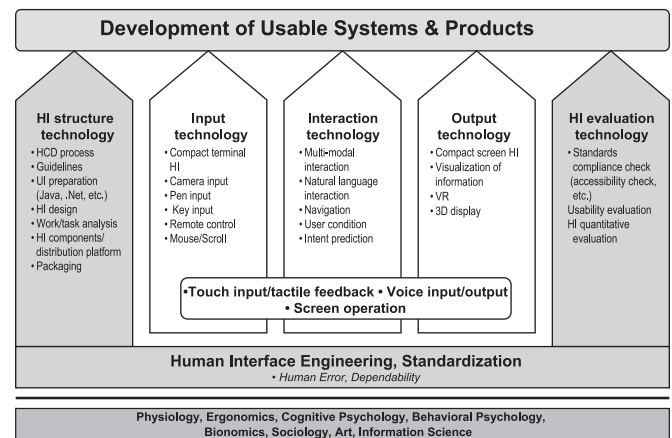 Development of Usable Systems & Products
HI structure
technology
• HCD process
• Guidelines
• UI preparation
(Java, .Net, etc.)
• HI design
• Work/task analysis
• HI components/
distribution platform
• Packaging
Input
technology
• Compact terminal
HI
• Camera input
• Pen input
• Key input
• Remote control
• Mouse/Scroll
Interaction
technology
• Multi-modal
interaction
• Natural language
interaction
• Navigation
• User condition
• Intent prediction
Output
technology
• Compact screen HI
• Visualization of
information
• VR
• 3D display
HI evaluation
technology
• Standards
compliance check
(accessibility check,
etc.)
Usability evaluation
HI quantitative
evaluation
•Touch input/tactile feedback • Voice input/output
• Screen operation
Human Interface Engineering, Standardization
• Human Error, Dependability
Physiology, Ergonomics, Cognitive Psychology, Behavioral Psychology,
Bionomics, Sociology, Art, Information Science